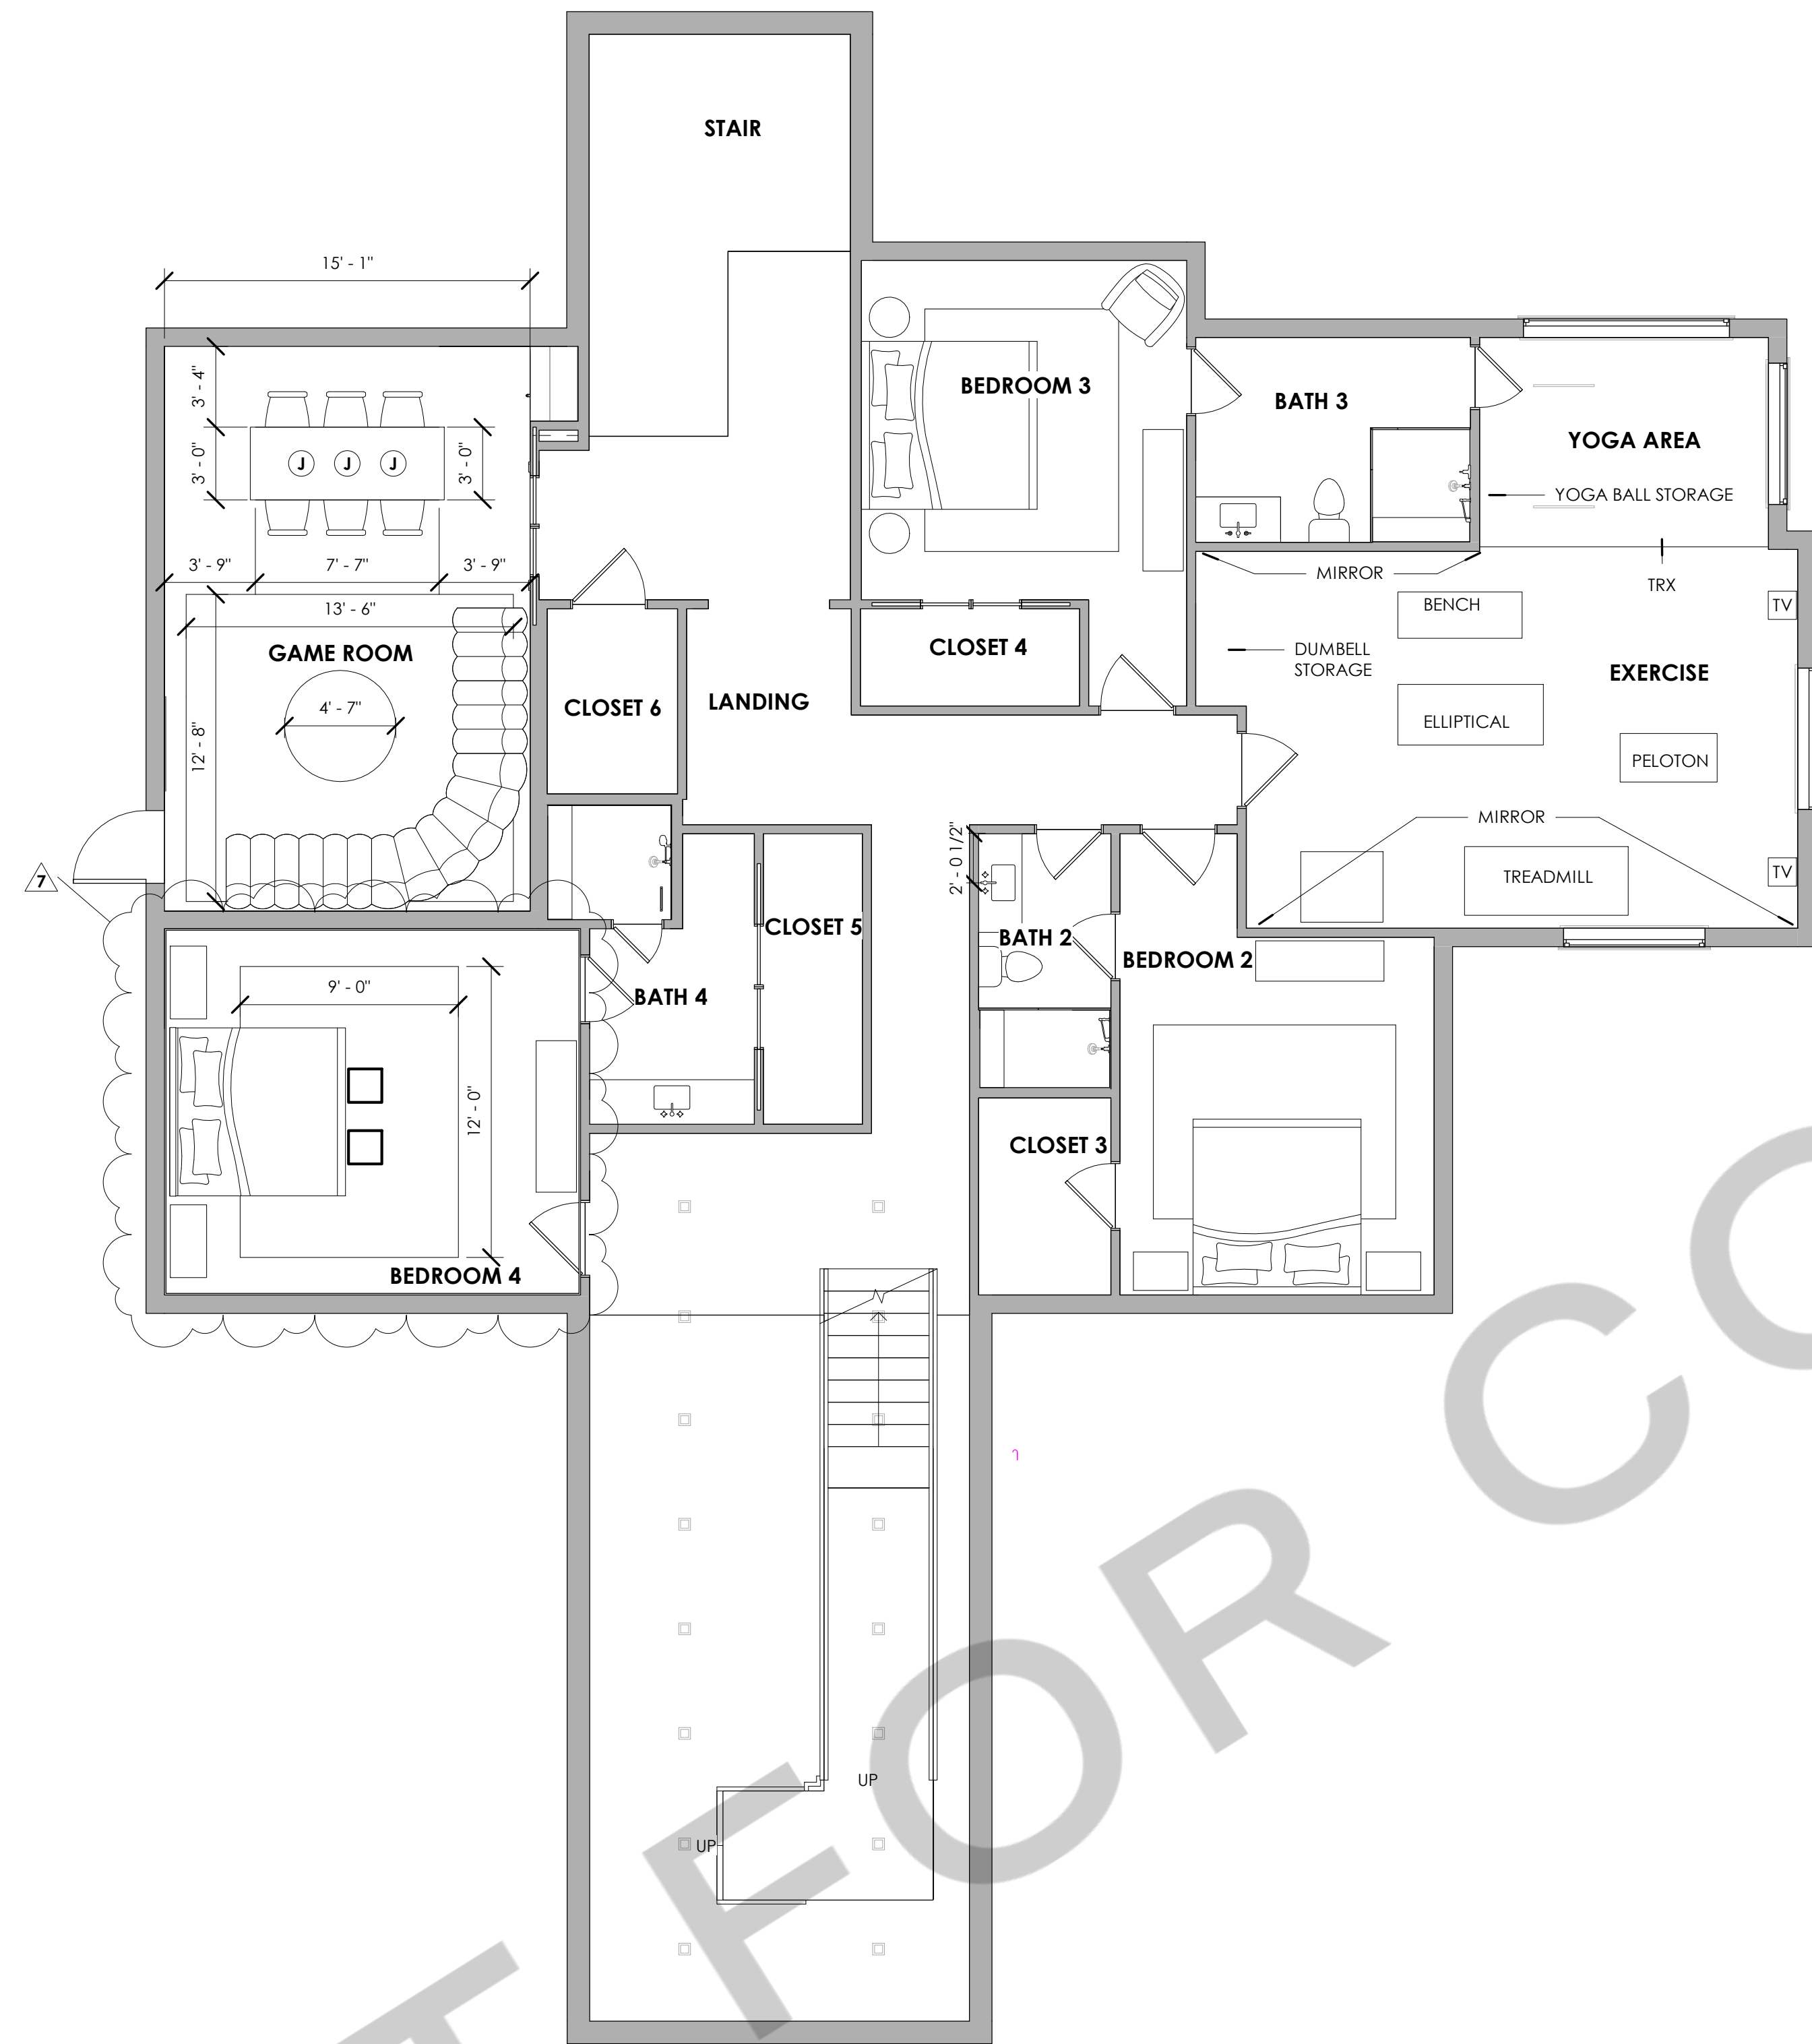 STAIR
15' - 1"
3' - 4"
BEDROOM 3
BATH 3
YOGA AREA
3' - 0"
J
J
J
3' - 0"
YOGA BALL STORAGE
3' - 9"
7' - 7"
3' - 9"
MIRROR
TRX
13' - 6"
BENCH
TV
GAME ROOM
CLOSET 4
DUMBELL
STORAGE
EXERCISE
4' - 7"
CLOSET 6
LANDING
12' - 8"
ELLIPTICAL
PELOTON
MIRROR
2' - 0 1/2"
7
TREADMILL
TV
CLOSET 5
BATH 2
BEDROOM 2
9' - 0"
BATH 4
12' - 0"
CLOSET 3
BEDROOM 4
UP
UP
T FOR CO